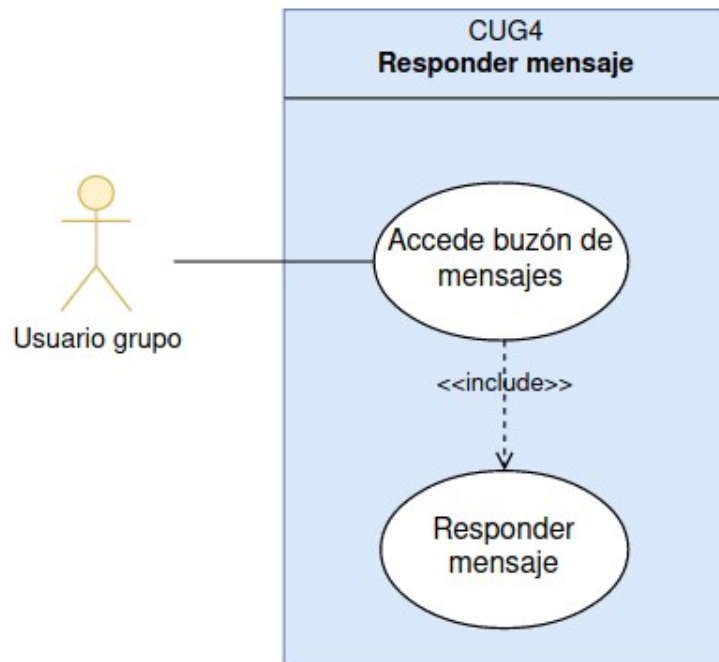 CUG4
Responder mensaje
Accede buzón de
mensajes
Usuario grupo
<<include>>
Responder
mensaje